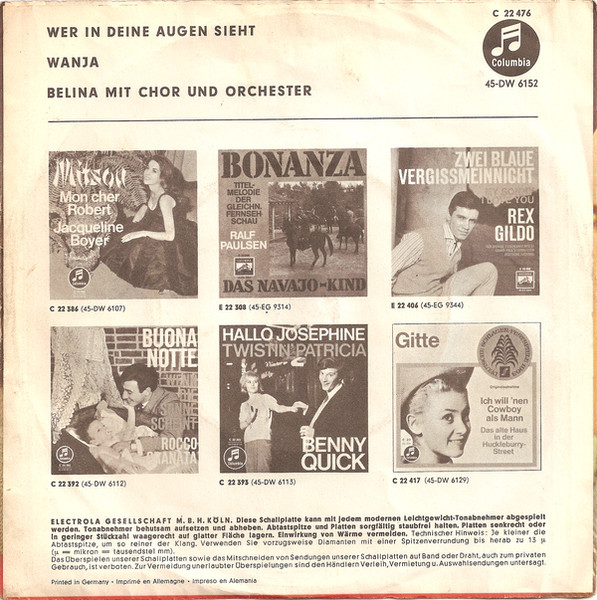 WER IN DEINE AUGEN SIEHT
WANJA
BELINA MIT CHOR UND ORCHESTER
C 22 476
Columbia
45-DW 6152
Mitsou
Mon cher
Robert
Jacqueline
Boyer
C 22 386 (45-DW 6107)
BONANZA
TITEL-
MELODIE
DER
GLEICHN.
FERNSEH-
SCHAU
RALF
PAULSEN
DAS NAVAJO-KIND
E 22 308 (45-EG 9314)
ZWEI BLAUE
VERGISSMEINNICHT
I LOVE YOU
REX
GILDO
E 22 406 (45-EG 9344)
BUONA
NOTTE
ROCCO
GRANATA
C 22 392 (45-DW 6112)
HALLO JOSEPHINE
TWISTIN' PATRICIA
BENNY
QUICK
Columbia
C 22 393 (45-DW 6113)
Gitte
Ich will 'nen
Cowboy
als Mann
Das alte Haus
in der
Huckleburry-
Street
C 22 417 (45-DW 6129)
ELECTROLA GESELLSCHAFT M. B. H. KÖLN. Diese Schallplatte kann mit jedem modernen Leichtgewicht-Tonabnehmer abgespielt
werden. Tonabnehmer behutsam aufsetzen und abheben. Abtastspitze und Platten sorgfältig staubfrei halten. Platten senkrecht oder
in geringer Stückzahl waagerecht auf glatter Fläche lagern. Einwirkung von Wärme vermeiden. Technischer Hinweis: Je kleiner die
Abtastspitze, um so reiner der Klang. Verwenden Sie vorzugsweise Diamanten mit einer Spitzenverrundung bis herab zu 13 µ
(µ = mikron = tausendstel mm).
Das Überspielen unserer Schallplatten sowie das Mitschneiden von Sendungen unserer Schallplatten auf Band oder Draht, auch zum privaten
Gebrauch, ist verboten. Zur Vermeidung unerlaubter Überspielungen sind den Händlern Verleih, Vermietung u. Auswahlsendungen untersagt.
Printed in Germany • Imprimé en Allemagne • Impreso en Alemania